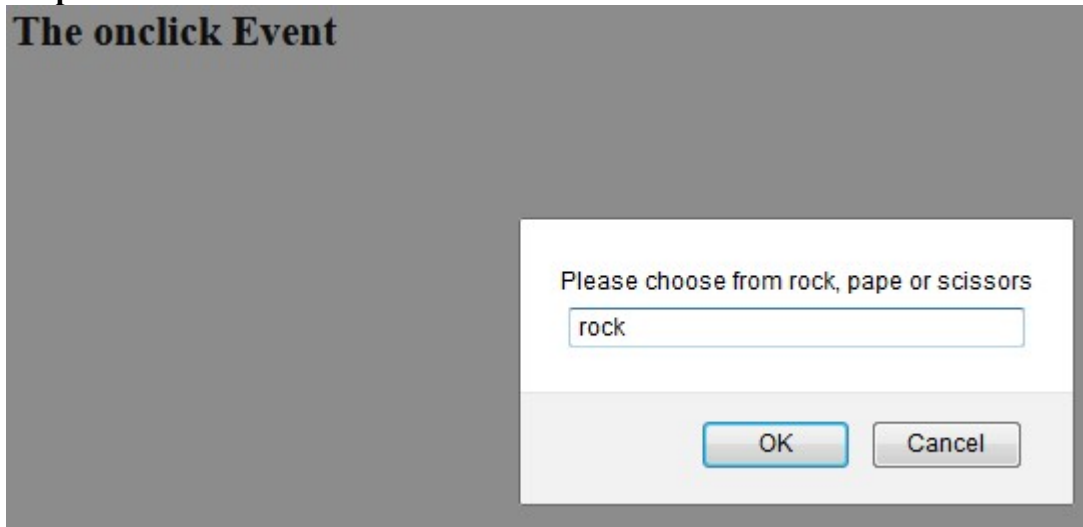 The onclick Event
Please choose from rock, pape or scissors
rock
OK Cancel